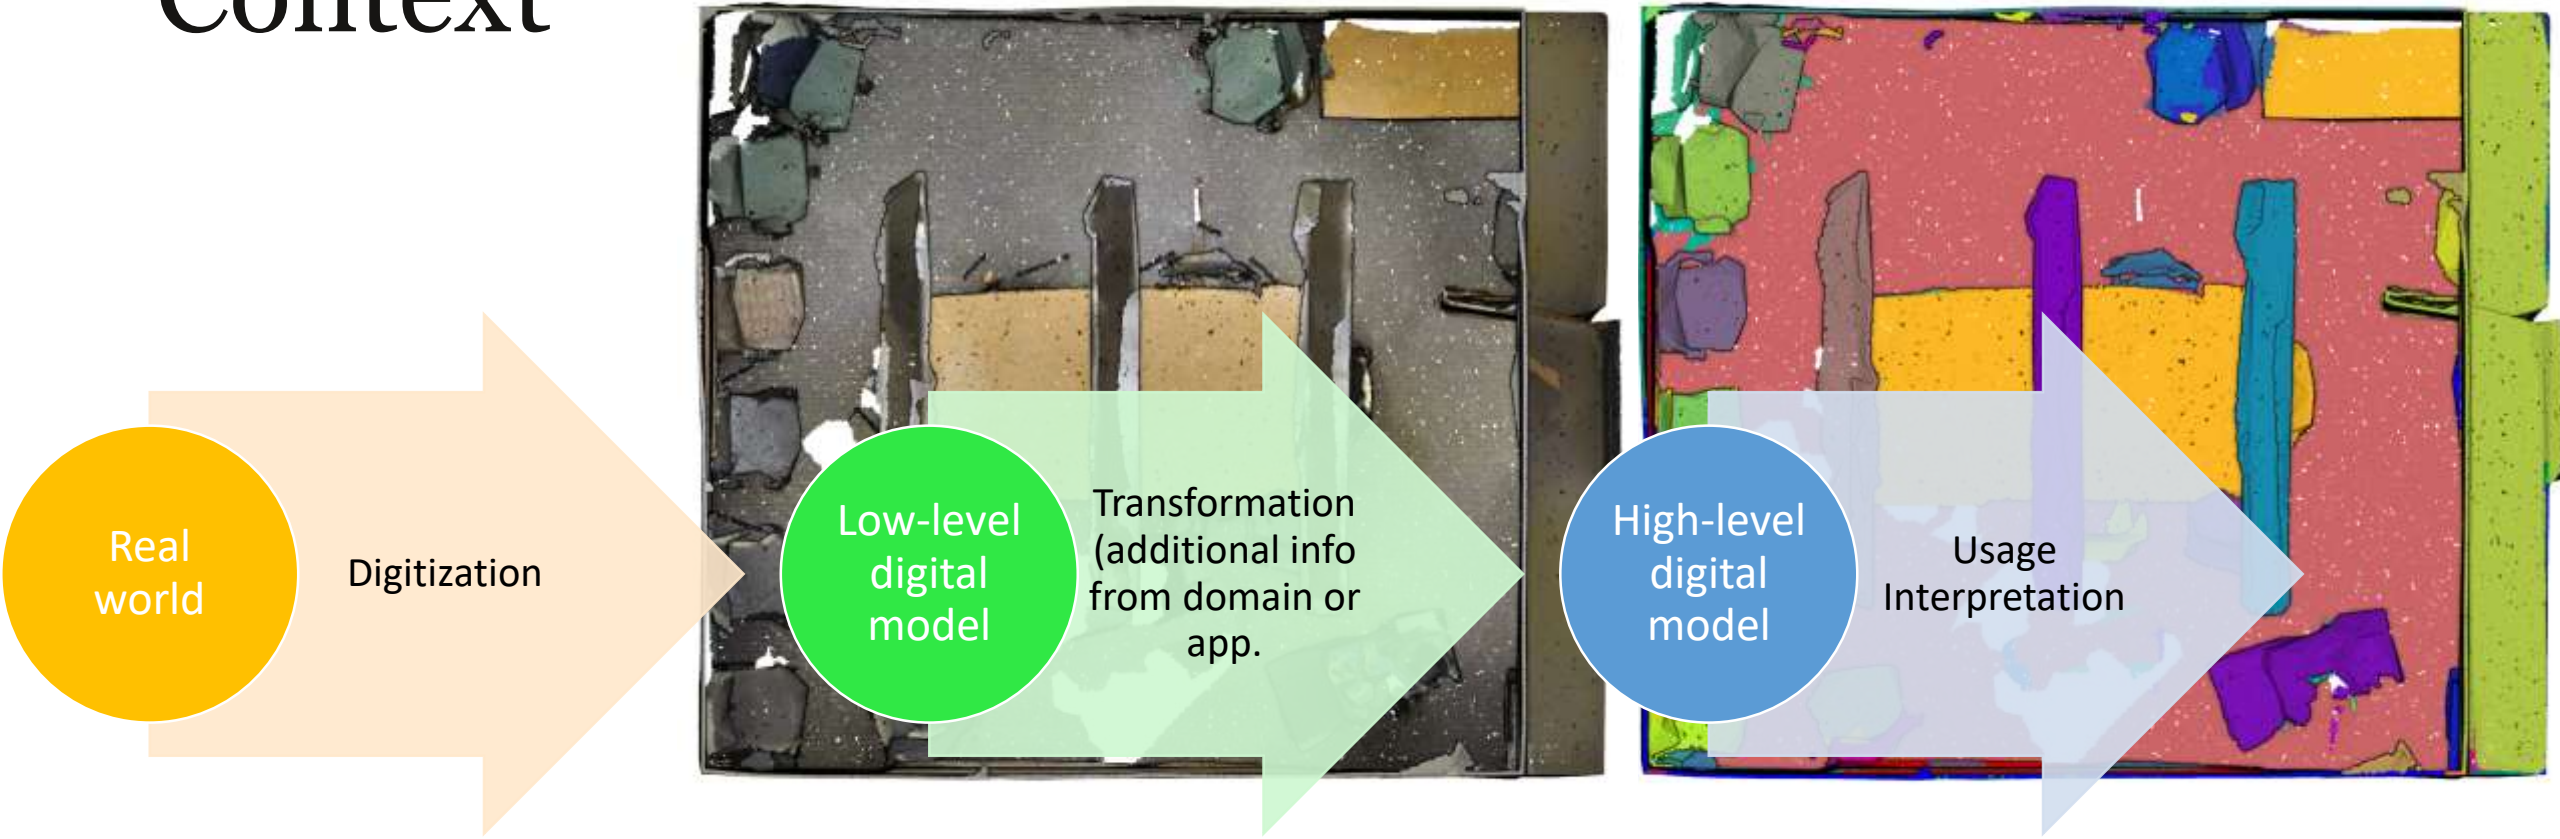 Context
Real
world
Digitization
Low-level
digital
model
Transformation
(additional info
from domain or
app.
High-level
digital
model
Usage
Interpretation